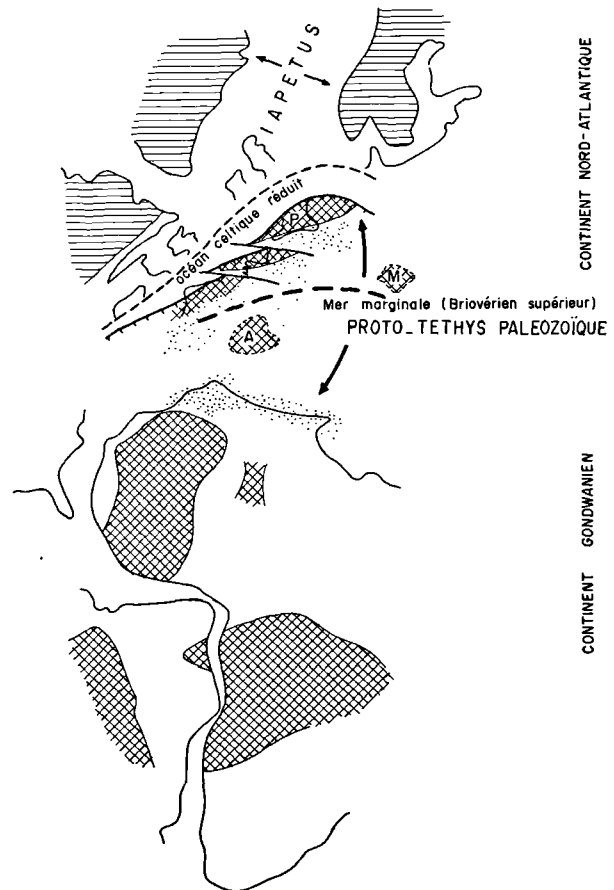 IAPETUS
CONTINENT NORD-ATLANTIQUE
océan celtique réduit
P
M
Mer marginale (Briovérien supérieur)
PROTO_TETHYS PALEOZOÏQUE
A
CONTINENT GONDWANIEN